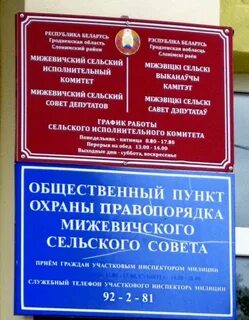 РЕСПУБЛИКА БЕЛАРУСЬ
Гродненская область
Слонимский район
МИЖЕВИЧСКИЙ СЕЛЬСКИЙ
ИСПОЛНИТЕЛЬНЫЙ
КОМИТЕТ
МИЖЕВИЧСКИЙ СЕЛЬСКИЙ
СОВЕТ ДЕПУТАТОВ
РЭСПУБЛІКА БЕЛАРУСЬ
Гродзенская вобласць
Слонімскі раён
МІЖЭВІЦКІ СЕЛЬСКІ
ВЫКАНАЎЧЫ
КАМІТЭТ
МІЖЭВІЦКІ СЕЛЬСКІ
САВЕТ ДЭПУТАТАЎ
ГРАФИК РАБОТЫ
СЕЛЬСКОГО ИСПОЛНИТЕЛЬНОГО КОМИТЕТА
Понедельник - пятница 8.00 - 17.00
Перерыв на обед 13.00 - 14.00
Выходные дни - суббота, воскресенье
ОБЩЕСТВЕННЫЙ ПУНКТ
ОХРАНЫ ПРАВОПОРЯДКА
МИЖЕВИЧСКОГО
СЕЛЬСКОГО СОВЕТА
ПРИЁМ ГРАЖДАН УЧАСТКОВЫМ ИНСПЕКТОРОМ МИЛИЦИИ
СЛУЖЕБНЫЙ ТЕЛЕФОН УЧАСТКОВОГО ИНСПЕКТОРА МИЛИЦИИ
92-2-81